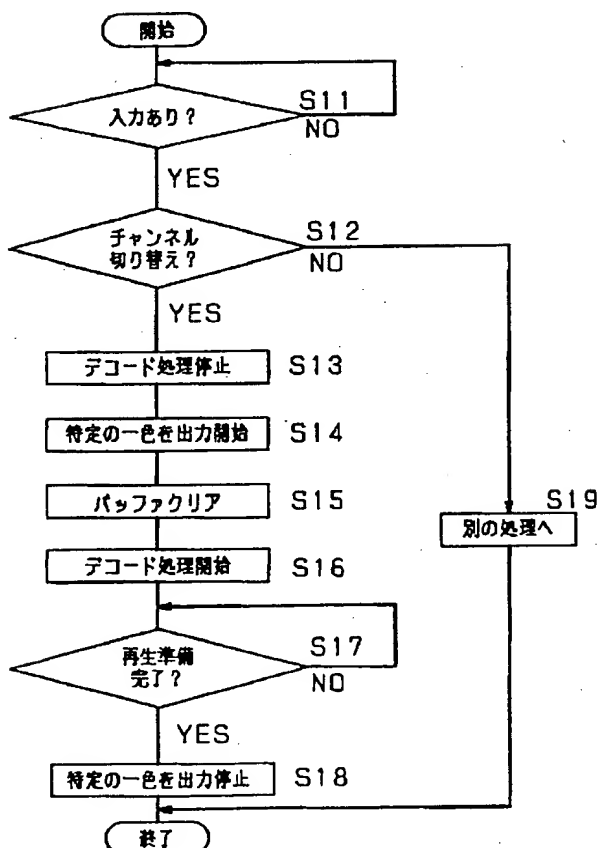 開始
入力あり？
S11
NO
YES
チャンネル
切り替え？
S12
NO
YES
デコード処理停止
S13
特定の一色を出力開始
S14
バッファクリア
S15
S19
別の処理へ
デコード処理開始
S16
再生準備
完了？
S17
NO
YES
特定の一色を出力停止
S18
終了